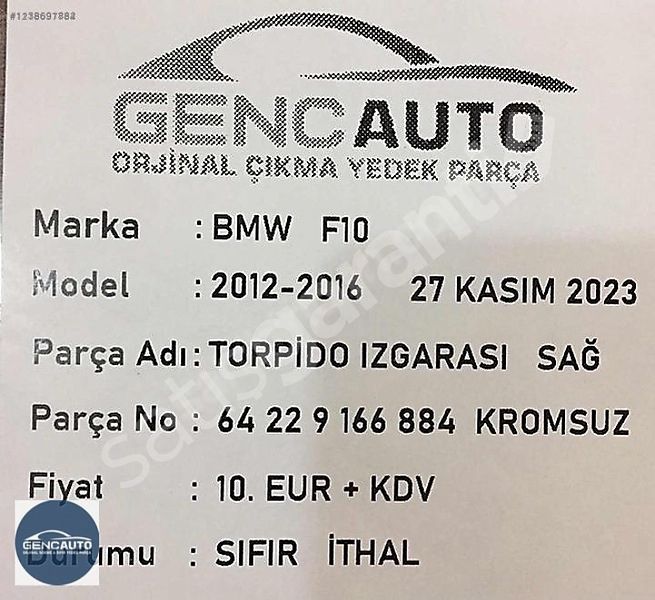 #1238697882
GENCAUTO
ORJİNAL ÇIKMA YEDEK PARÇA
Marka : BMW F10
Model : 2012-2016 27 KASIM 2023
Parça Adı : TORPİDO IZGARASI SAĞ
Parça No : 64 22 9 166 884 KROMSUZ
Fiyat : 10. EUR + KDV
Durumu : SIFIR İTHAL
GENCAUTO